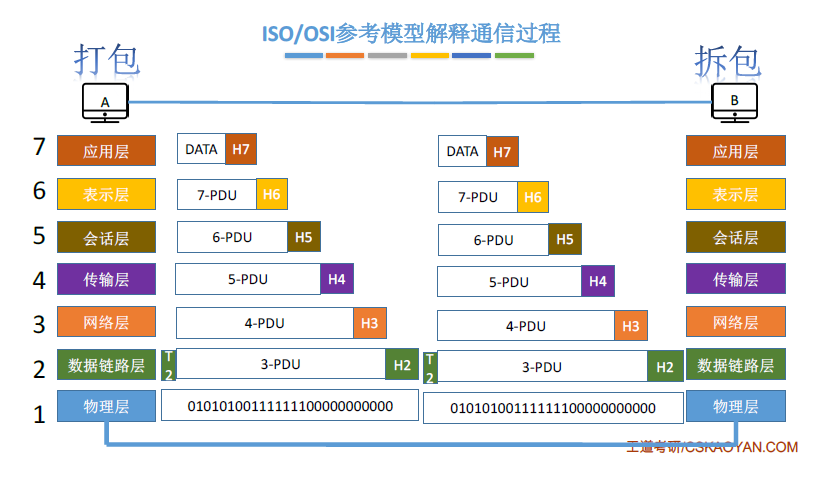 ISO/OSI参考模型解释通信过程
打包
拆包
A
B
7 应用层 DATA H7 DATA H7 应用层
6 表示层 7-PDU H6 7-PDU H6 表示层
5 会话层 6-PDU H5 6-PDU H5 会话层
4 传输层 5-PDU H4 5-PDU H4 传输层
3 网络层 4-PDU H3 4-PDU H3 网络层
2 数据链路层 T2 3-PDU H2 T2 3-PDU H2 数据链路层
1 物理层 01010100111111100000000000 01010100111111100000000000 物理层
王道考研/CSKAOYAN.COM